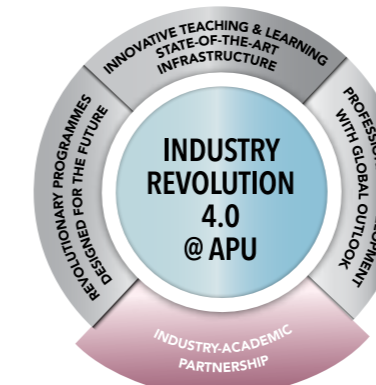 INNOVATIVE TEACHING & LEARNING
STATE-OF-THE-ART
INFRASTRUCTURE
REVOLUTIONARY PROGRAMMES
DESIGNED FOR THE FUTURE
INDUSTRY
REVOLUTION
4.0
@ APU
WITH GLOBAL OUTLOOK
INDUSTRY-ACADEMIC
PARTNERSHIP